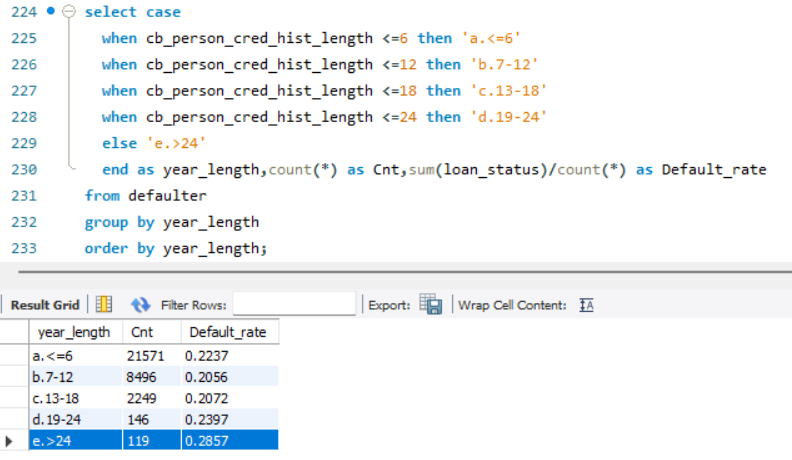 224 select case
225 when cb_person_cred_hist_length <=6 then 'a.<=6'
226 when cb_person_cred_hist_length <=12 then 'b.7-12'
227 when cb_person_cred_hist_length <=18 then 'c.13-18'
228 when cb_person_cred_hist_length <=24 then 'd.19-24'
229 else 'e.>24'
230 end as year_length,count(*) as Cnt,sum(loan_status)/count(*) as Default_rate
231 from defaulter
232 group by year_length
233 order by year_length;
Result Grid Filter Rows: Export: Wrap Cell Content: IA
year_length Cnt Default_rate
a.<=6 21571 0.2237
b.7-12 8496 0.2056
c.13-18 2249 0.2072
d.19-24 146 0.2397
e.>24 119 0.2857